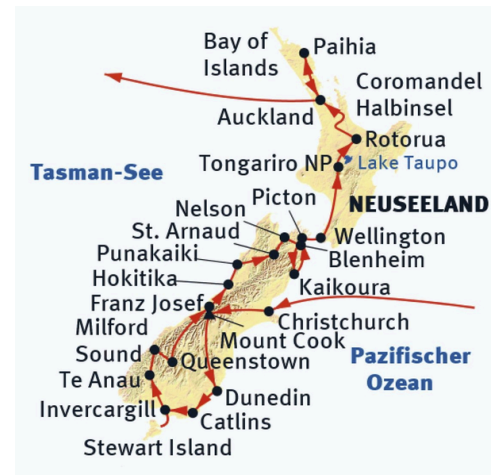 Bay of
Islands
Paihia
Coromandel
Halbinsel
Auckland
Rotorua
Tongariro NP
Lake Taupo
Tasman-See
Picton
NEUSEELAND
Nelson
St. Arnaud
Wellington
Blenheim
Punakaiki
Hokitika
Kaikoura
Franz Josef
Christchurch
Milford
Sound
Mount Cook
Queenstown
Pazifischer
Ozean
Te Anau
Dunedin
Invercargill
Catlins
Stewart Island